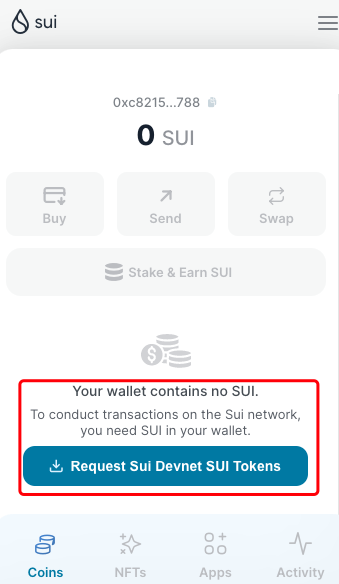 sui
0xc8215...788
0 SUI
Buy
Send
Swap
Stake & Earn SUI
Your wallet contains no SUI.
To conduct transactions on the Sui network,
you need SUI in your wallet.
Request Sui Devnet SUI Tokens
Coins
NFTs
Apps
Activity